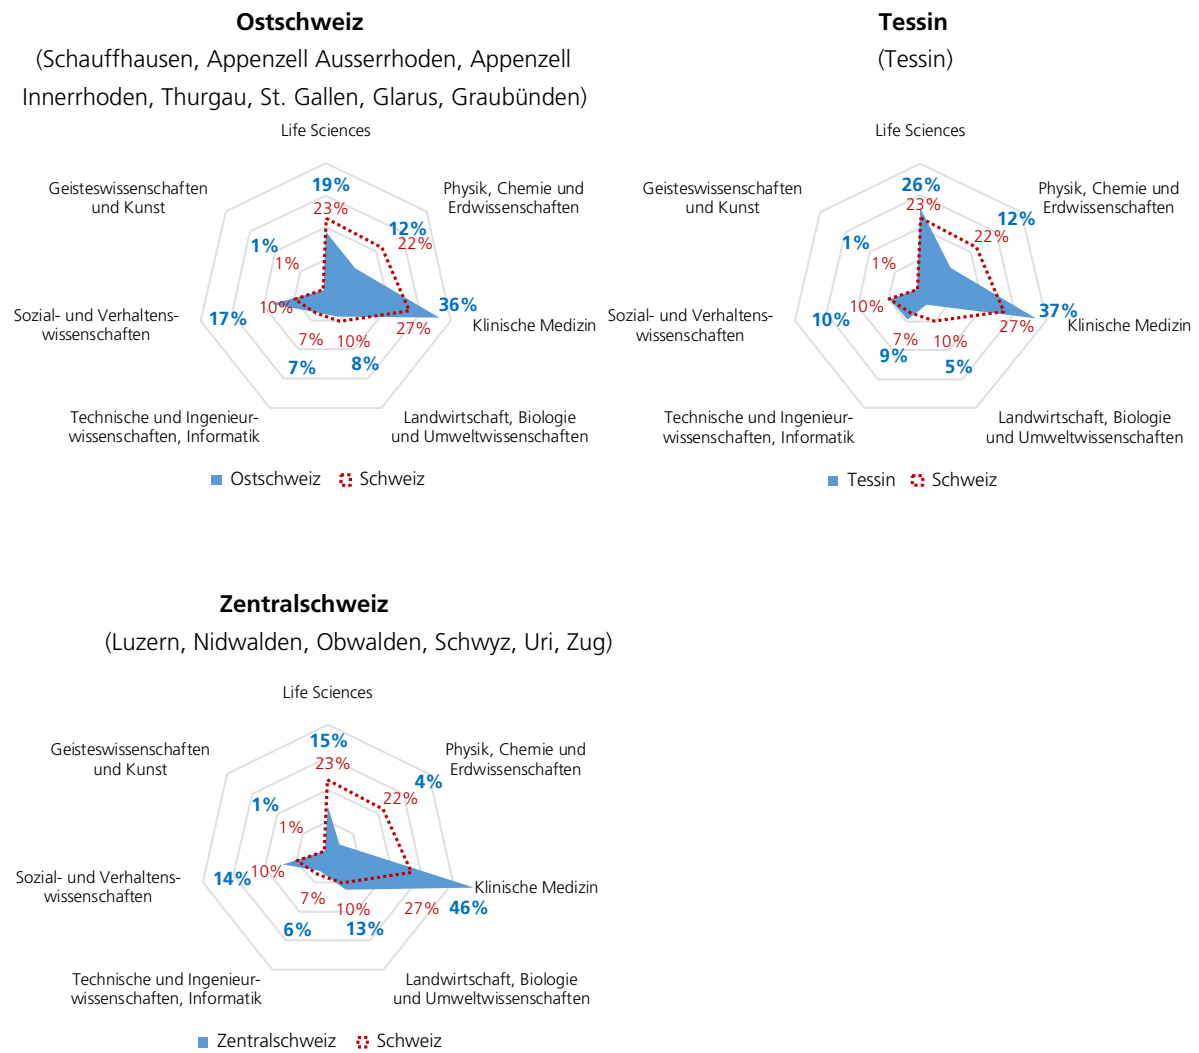 Ostschweiz
(Schauffhausen, Appenzell Ausserrhoden, Appenzell
Innerrhoden, Thurgau, St. Gallen, Glarus, Graubünden)
Life Sciences
Geisteswissenschaften
und Kunst
Physik, Chemie und
Erdwissenschaften
19%
23%
12%
22%
1%
1%
36%
27%
Klinische Medizin
Sozial- und Verhaltens-
wissenschaften
17%
10%
7%
10%
7%
8%
Technische und Ingenieur-
wissenschaften, Informatik
Landwirtschaft, Biologie
und Umweltwissenschaften
Ostschweiz
Schweiz
Tessin
(Tessin)
Life Sciences
Geisteswissenschaften
und Kunst
Physik, Chemie und
Erdwissenschaften
26%
23%
12%
22%
1%
1%
37%
27%
Klinische Medizin
Sozial- und Verhaltens-
wissenschaften
10%
10%
7%
10%
9%
5%
Technische und Ingenieur-
wissenschaften, Informatik
Landwirtschaft, Biologie
und Umweltwissenschaften
Tessin
Schweiz
Zentralschweiz
(Luzern, Nidwalden, Obwalden, Schwyz, Uri, Zug)
Life Sciences
Geisteswissenschaften
und Kunst
Physik, Chemie und
Erdwissenschaften
15%
23%
4%
22%
1%
1%
Klinische Medizin
46%
27%
Sozial- und Verhaltens-
wissenschaften
14%
10%
7%
10%
6%
13%
Technische und Ingenieur-
wissenschaften, Informatik
Landwirtschaft, Biologie
und Umweltwissenschaften
Zentralschweiz
Schweiz